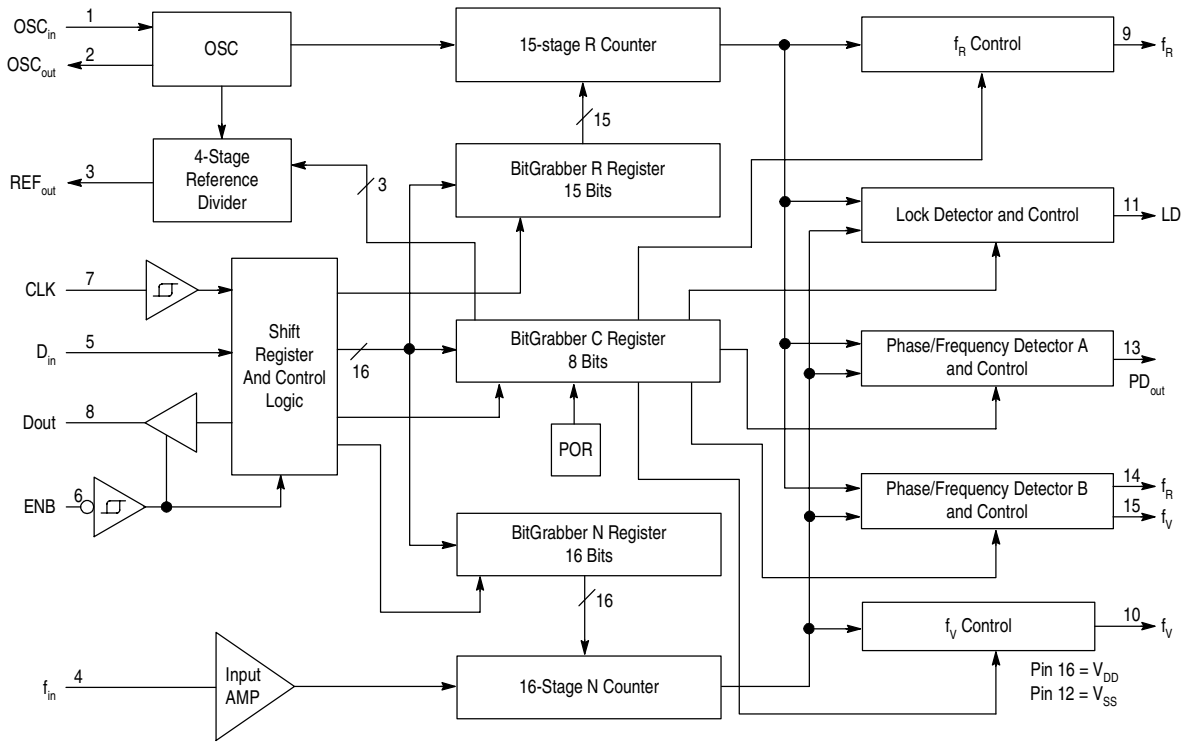 OSCin
1
OSCout
2
OSC
15-stage R Counter
fR Control
9
fR
15
REFout
3
4-Stage
Reference
Divider
3
BitGrabber R Register
15 Bits
Lock Detector and Control
11
LD
CLK
7
Din
5
Dout
8
ENB
6
Shift
Register
And Control
Logic
16
BitGrabber C Register
8 Bits
POR
Phase/Frequency Detector A
and Control
13
PDout
Phase/Frequency Detector B
and Control
14
fR
15
fV
BitGrabber N Register
16 Bits
16
fV Control
10
fV
fin
4
Input
AMP
16-Stage N Counter
Pin 16 = VDD
Pin 12 = VSS